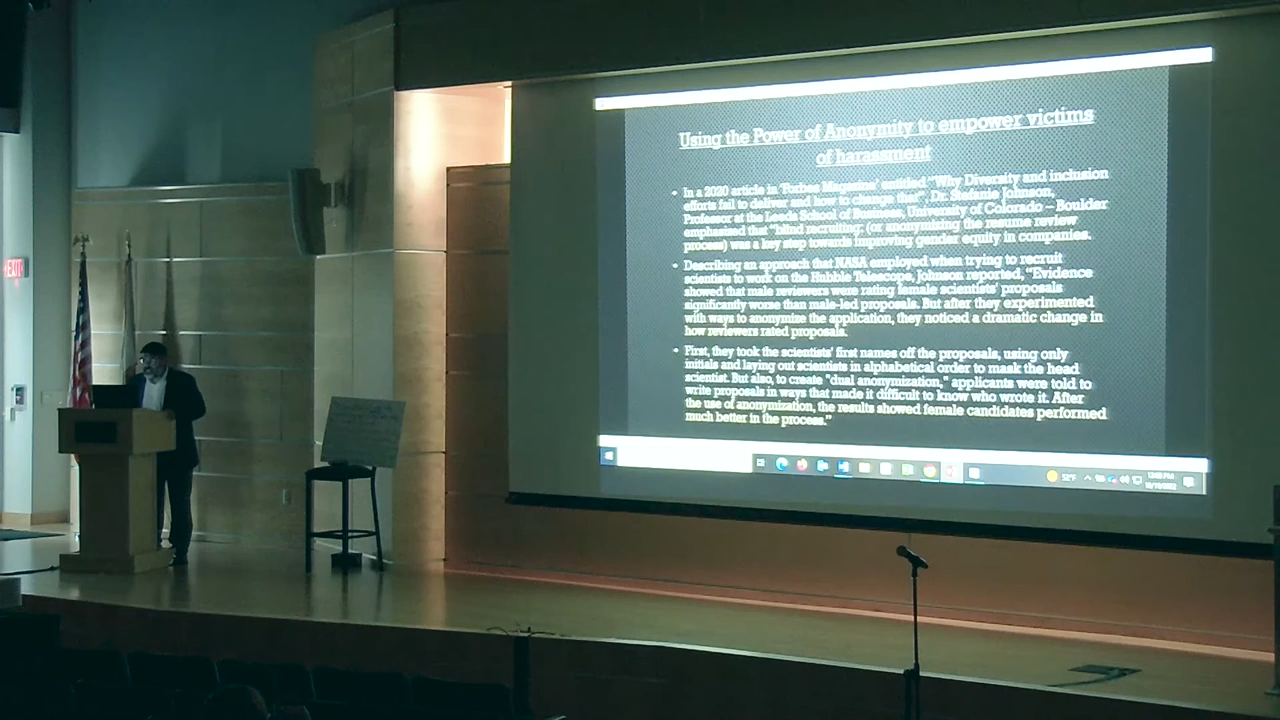 EXIT
Using the Power of Anonymity to empower victims
of harassment
• In a 2020 article in 'Forbes Magazine' entitled "Why Diversity and inclusion
efforts fail to deliver and how to change that", Dr. Stefanie Johnson,
Professor at the Leeds School of Business, University of Colorado – Boulder
emphasized that "blind recruiting: (or anonymizing the resume review
process) was a key step towards improving gender equity in companies.
• Describing an approach that NASA employed when trying to recruit
scientists to work on the Hubble Telescope, Johnson reported, "Evidence
showed that male reviewers were rating female scientists' proposals
significantly worse than male-led proposals. But after they experimented
with ways to anonymize the application, they noticed a dramatic change in
how reviewers rated proposals.
• First, they took the scientists' first names off the proposals, using only
initials and laying out scientists in alphabetical order to mask the head
scientist. But also, to create "dual anonymization," applicants were told to
write proposals in ways that made it difficult to know who wrote it. After
the use of anonymization, the results showed female candidates performed
much better in the process."
52°F